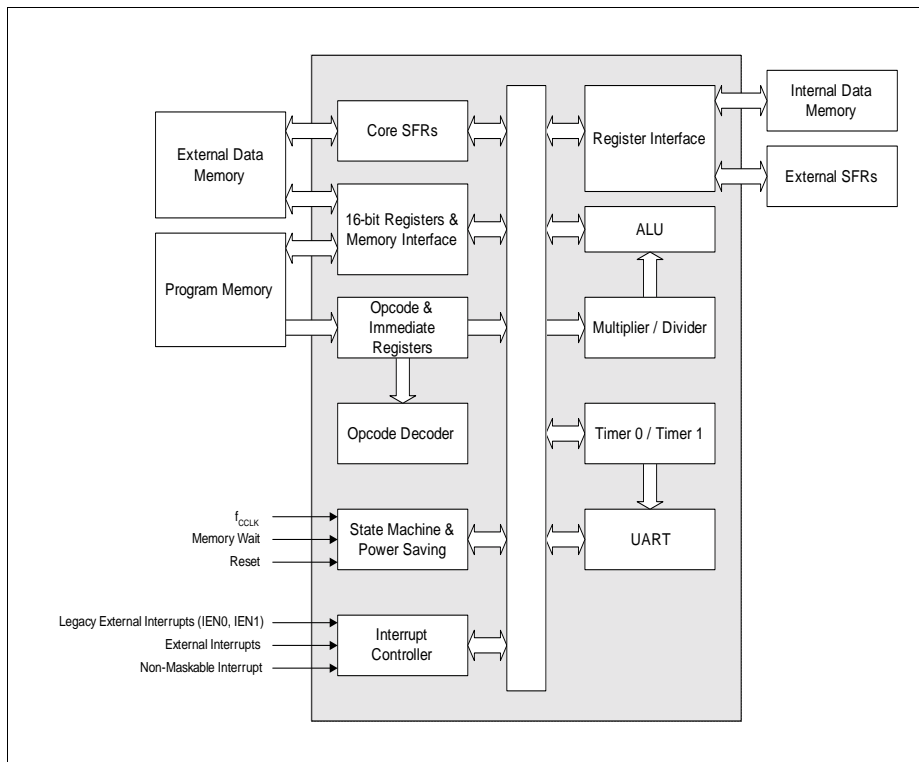 External Data
Memory
Program Memory
Core SFRs
16-bit Registers &
Memory Interface
Opcode &
Immediate
Registers
Opcode Decoder
fCCLK
Memory Wait
Reset
State Machine &
Power Saving
Legacy External Interrupts (IEN0, IEN1)
External Interrupts
Non-Maskable Interrupt
Interrupt
Controller
Register Interface
Internal Data
Memory
External SFRs
ALU
Multiplier / Divider
Timer 0 / Timer 1
UART